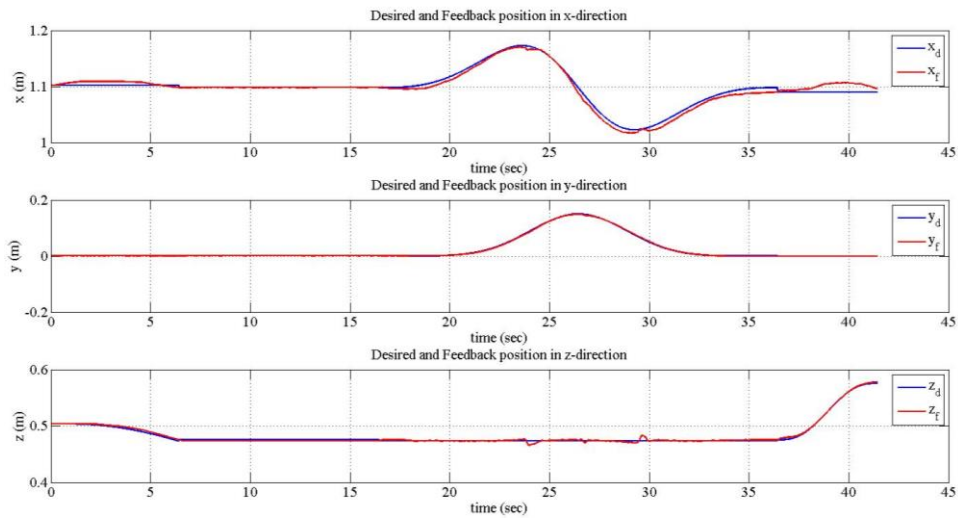 Desired and Feedback position in x-direction
1.2
1.1
1
x (m)
x_d
x_f
0 5 10 15 20 25 30 35 40 45
time (sec)
Desired and Feedback position in y-direction
0.2
0
-0.2
y (m)
y_d
y_f
0 5 10 15 20 25 30 35 40 45
time (sec)
Desired and Feedback position in z-direction
0.6
0.5
0.4
z (m)
z_d
z_f
0 5 10 15 20 25 30 35 40 45
time (sec)